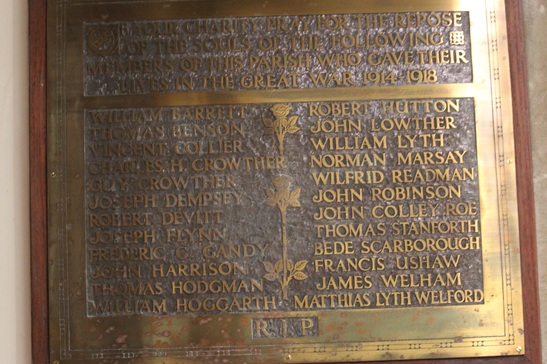 OF YOUR CHARITY PRAY FOR THE REPOSE
OF THE SOULS OF THE FOLLOWING
MEMBERS OF THIS PARISH WHO GAVE THEIR
LIVES IN THE GREAT WAR 1914-1918
WILLIAM BARRETT
THOMAS BENSON
VINCENT COLLIER
CHARLES H. CROWTHER
GUY CROWTHER
JOSEPH DEMPSEY
ROBERT DEVITT
JOSEPH FLYNN
FREDERIC C. GANDY
JOHN HARRISON
THOMAS HODGMAN
WILLIAM HOGGARTH
ROBERT HUTTON
JOHN LOWTHER
WILLIAM LYTH
NORMAN MARSAY
WILFRID READMAN
JOHN ROBINSON
JOHN COLLEY ROE
THOMAS STANFORTH
BEDE SCARBOROUGH
FRANCIS USHAW
JAMES WELHAM
MATTHIAS LYTH WELFORD
R.I.P.